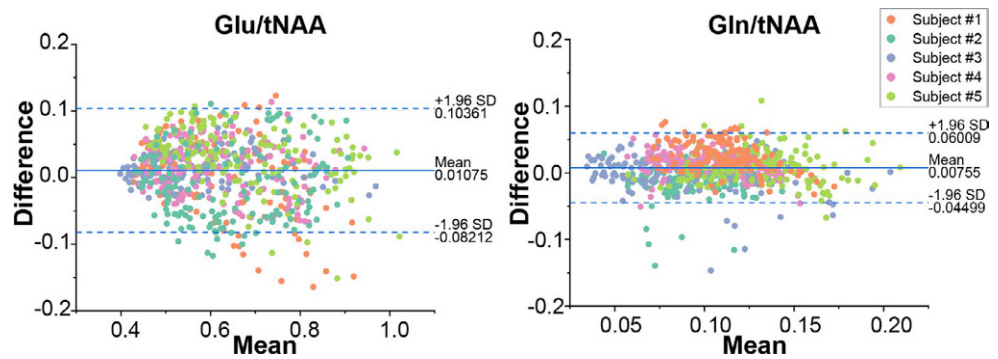 Glu/tNAA
Difference
0.2
0.1
0.0
-0.1
-0.2
+1.96 SD
0.10361
Mean
0.01075
-1.96 SD
-0.08212
0.4
0.6
0.8
1.0
Mean
Gln/tNAA
Difference
0.2
0.1
0.0
-0.1
-0.2
+1.96 SD
0.06009
Mean
0.00755
-1.96 SD
-0.04499
0.05
0.10
0.15
0.20
Mean
Subject #1
Subject #2
Subject #3
Subject #4
Subject #5